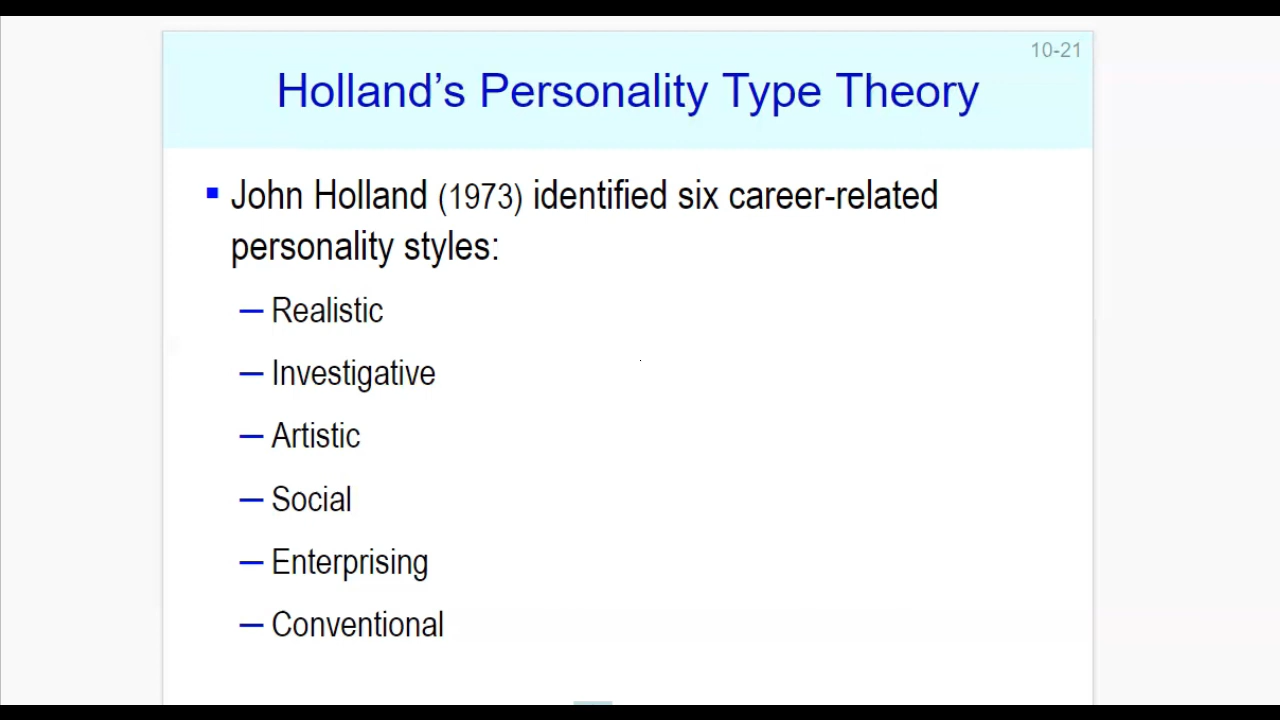 10-21
Holland’s Personality Type Theory
▪ John Holland (1973) identified six career-related
personality styles:
— Realistic
— Investigative
— Artistic
— Social
— Enterprising
— Conventional